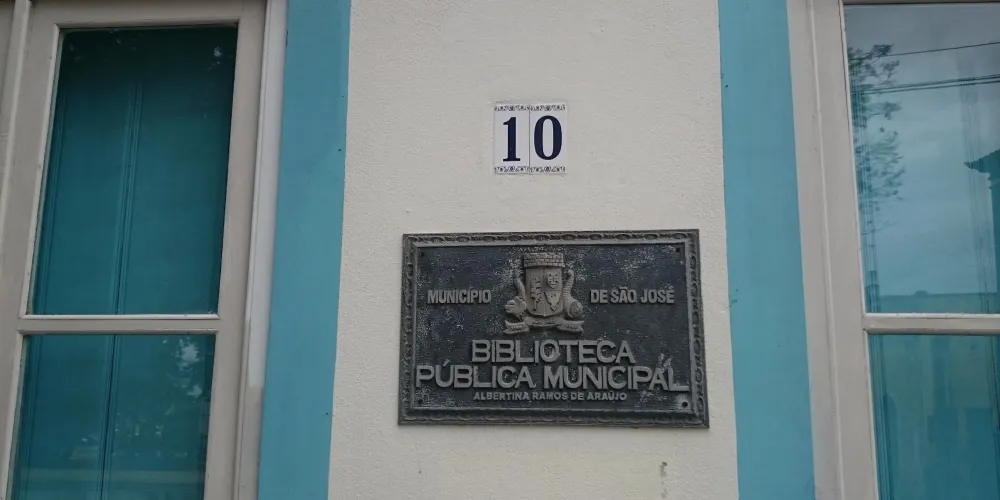 10
MUNICÍPIO DE SÃO JOSÉ
BIBLIOTECA
PÚBLICA MUNICIPAL
ALBERTINA RAMOS DE ARAÚJO